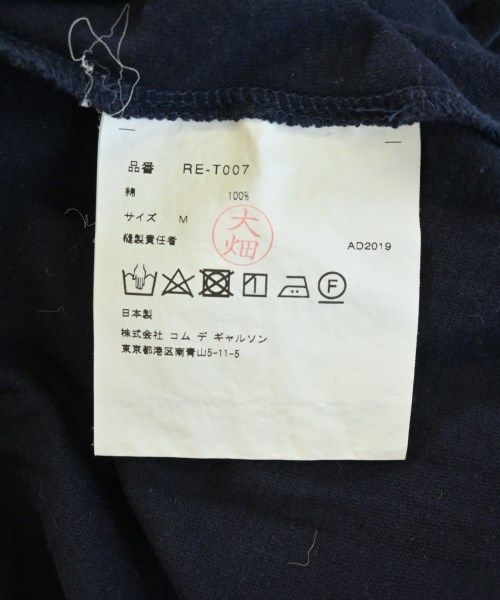 品番 RE-T007
綿 100%
サイズ M
縫製責任者 大畑 AD2019
F
日本製
株式会社 コム デ ギャルソン
東京都港区南青山5-11-5